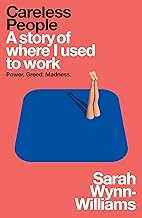 Careless
People
A story of
where I used
to work
Power. Greed. Madness.
Sarah
Wynn-
Williams